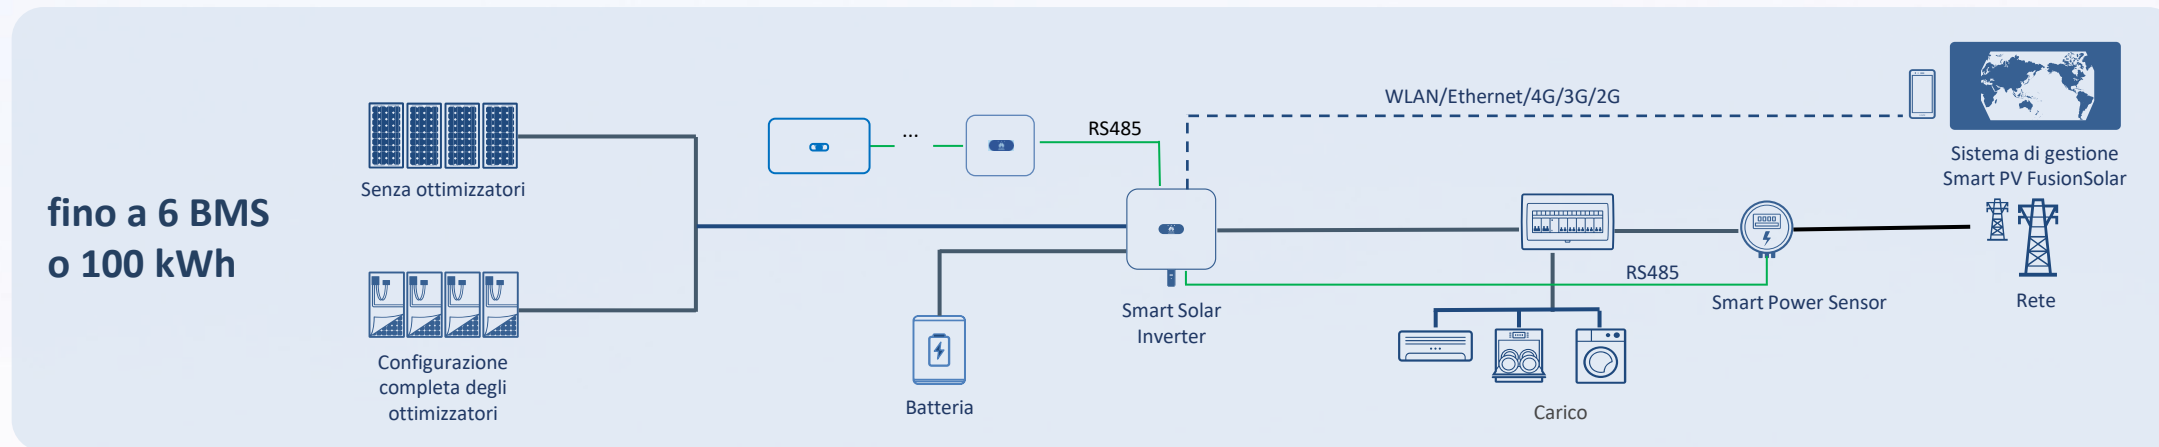 fino a 6 BMS
o 100 kWh
Senza ottimizzatori
Configurazione
completa degli
ottimizzatori
...
RS485
WLAN/Ethernet/4G/3G/2G
Sistema di gestione
Smart PV FusionSolar
Smart Solar
Inverter
Batteria
RS485
Smart Power Sensor
Rete
Carico